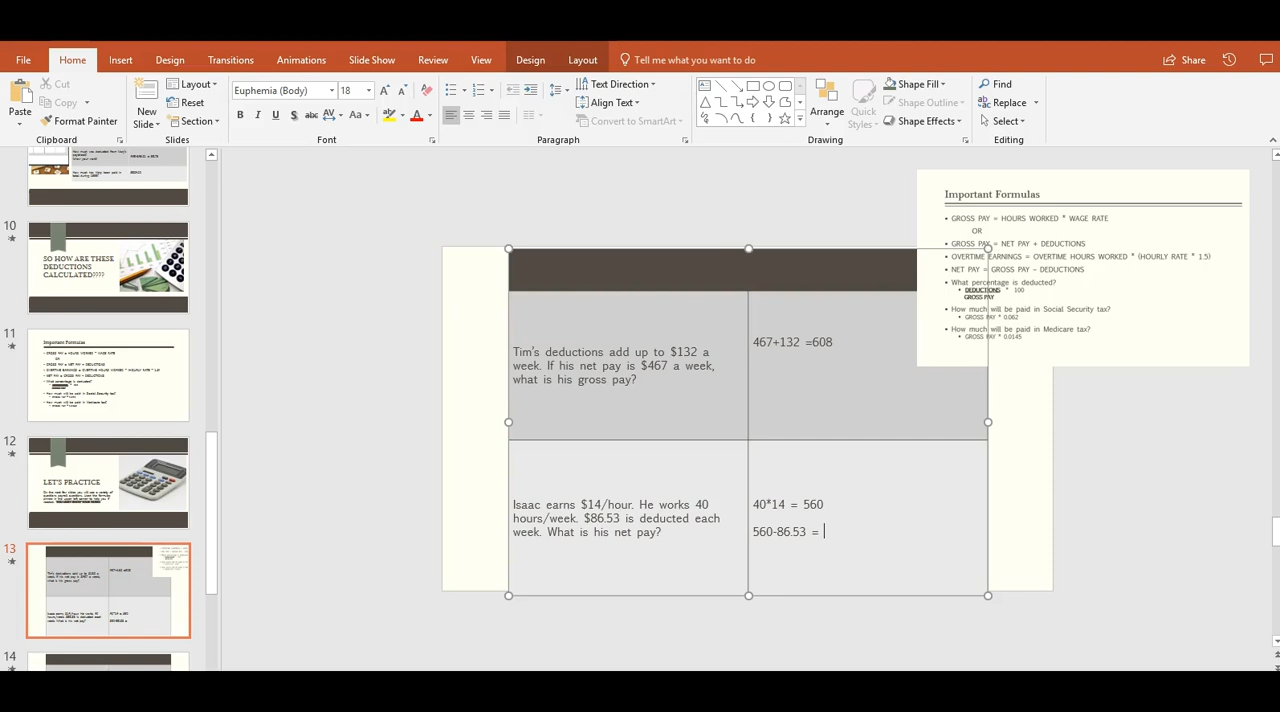 File Home Insert Design Transitions Animations Slide Show Review View Design Layout Tell me what you want to do Share
Cut
Copy
Paste
Format Painter
Clipboard
New
Slide
Layout
Reset
Section
Slides
Euphemia (Body) 18
B I U S abc AV Aa A
Font
Text Direction
Align Text
Convert to SmartArt
Paragraph
Arrange
Quick
Styles
Shape Fill
Shape Outline
Shape Effects
Drawing
Find
Replace
Select
Editing
10
SO HOW ARE THESE
DEDUCTIONS
CALCULATED????
11
Important Formulas
12
LET'S PRACTICE
13
14
Important Formulas
• GROSS PAY = HOURS WORKED * WAGE RATE
OR
• GROSS PAY = NET PAY + DEDUCTIONS
• OVERTIME EARNINGS = OVERTIME HOURS WORKED * (HOURLY RATE * 1.5)
• NET PAY = GROSS PAY – DEDUCTIONS
• What percentage is deducted?
• DEDUCTIONS * 100
GROSS PAY
• How much will be paid in Social Security tax?
• GROSS PAY * 0.062
• How much will be paid in Medicare tax?
• GROSS PAY * 0.0145
Tim's deductions add up to $132 a
week. If his net pay is $467 a week,
what is his gross pay?
467+132 =608
Isaac earns $14/hour. He works 40
hours/week. $86.53 is deducted each
week. What is his net pay?
40*14 = 560
560-86.53 =